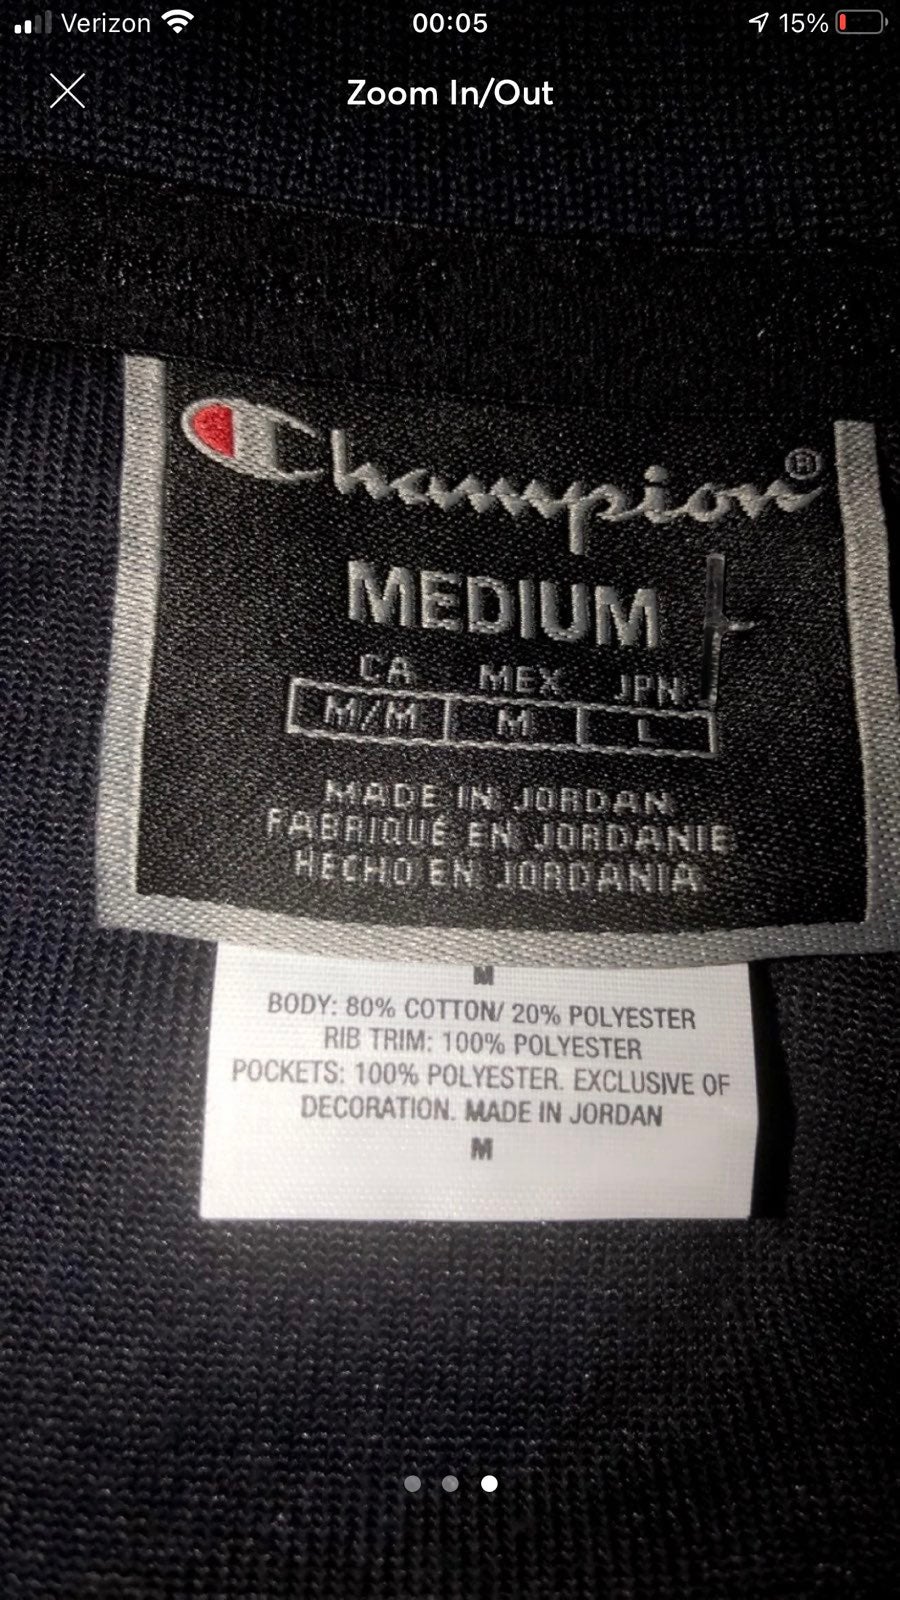 Verizon 00:05 15%
Zoom In/Out
Champion®
MEDIUM
CA MEX JPN
M/M M L
MADE IN JORDAN
FABRIQUÉ EN JORDANIE
HECHO EN JORDANIA
M
BODY: 80% COTTON/ 20% POLYESTER
RIB TRIM: 100% POLYESTER
POCKETS: 100% POLYESTER. EXCLUSIVE OF
DECORATION. MADE IN JORDAN
M